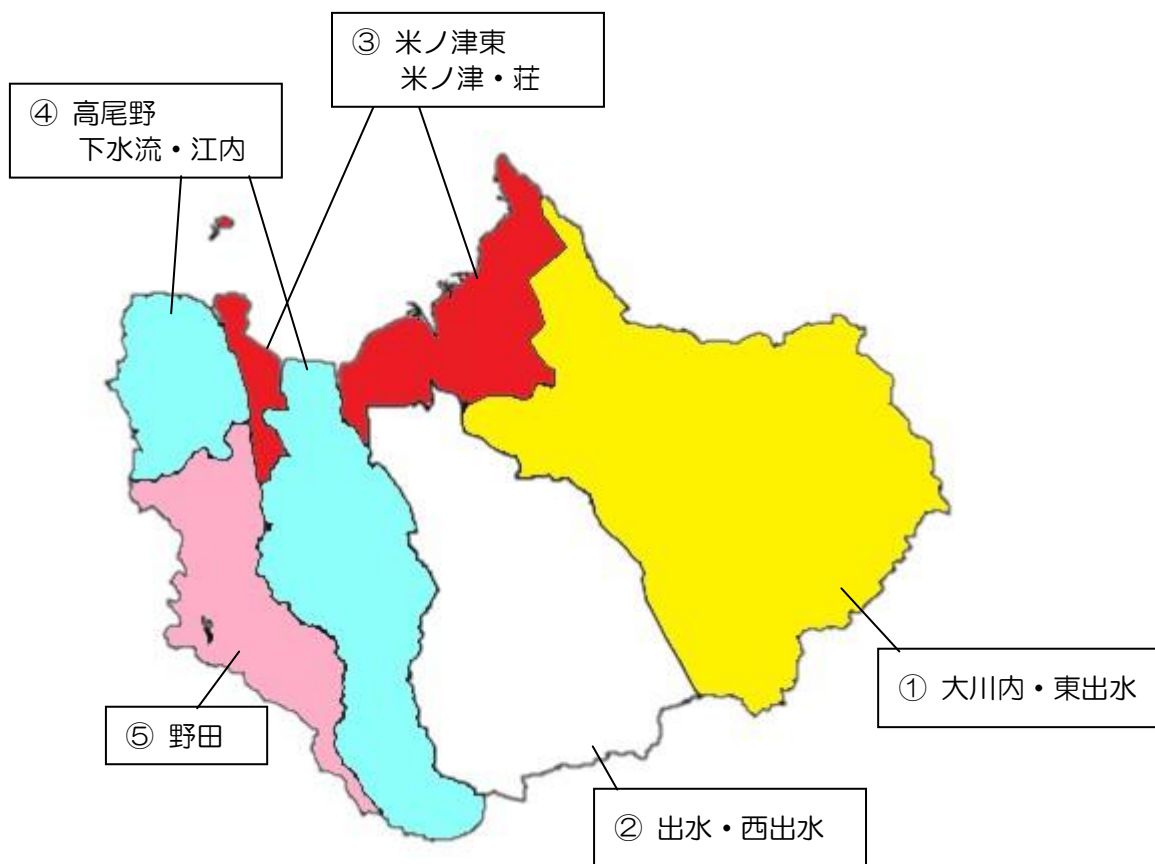 ③ 米ノ津東
米ノ津・荘
④ 高尾野
下水流・江内
① 大川内・東出水
⑤ 野田
② 出水・西出水